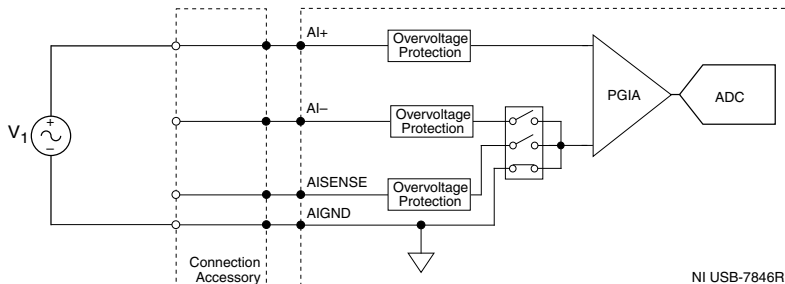 AI+
Overvoltage
Protection
AI–
Overvoltage
Protection
PGIA
ADC
V1
+
–
AISENSE
Overvoltage
Protection
AIGND
Connection
Accessory
NI USB-7846R